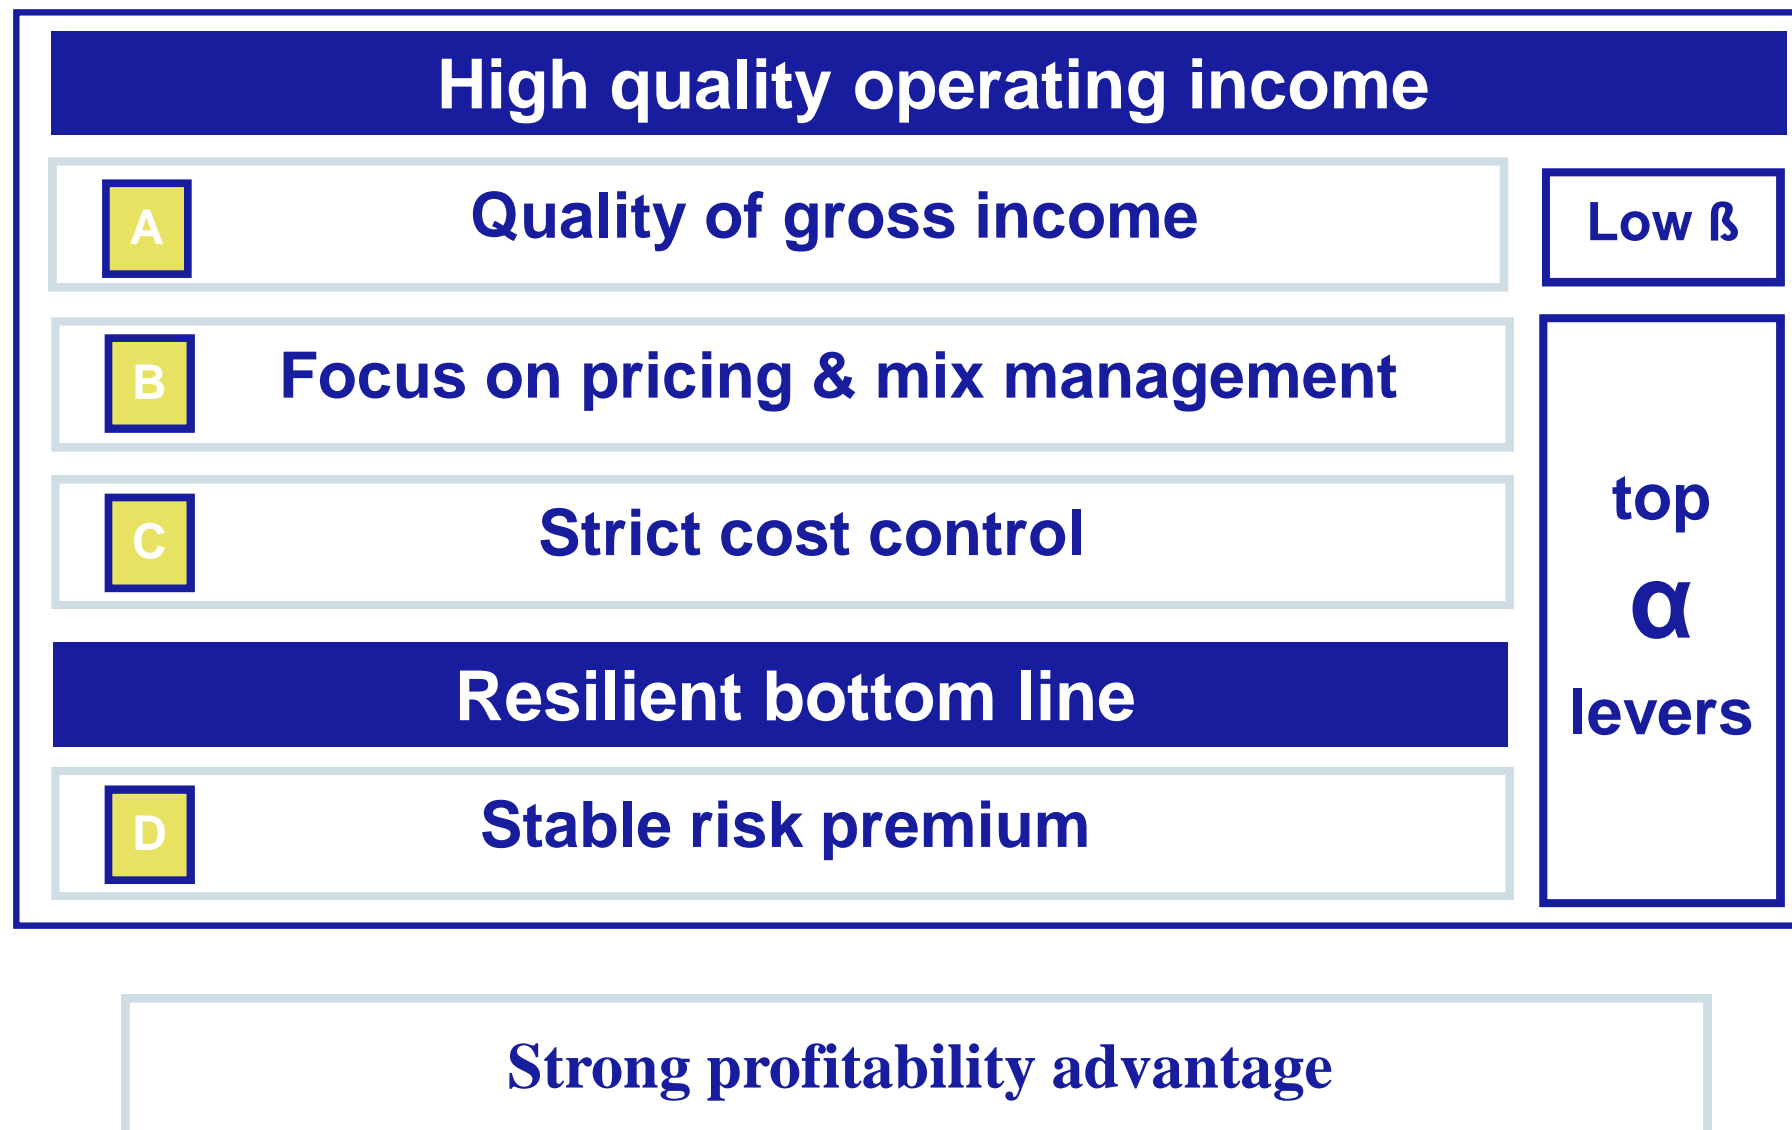 High quality operating income
A
Quality of gross income
Low ß
B
Focus on pricing & mix management
C
Strict cost control
top
α
levers
Resilient bottom line
D
Stable risk premium
Strong profitability advantage